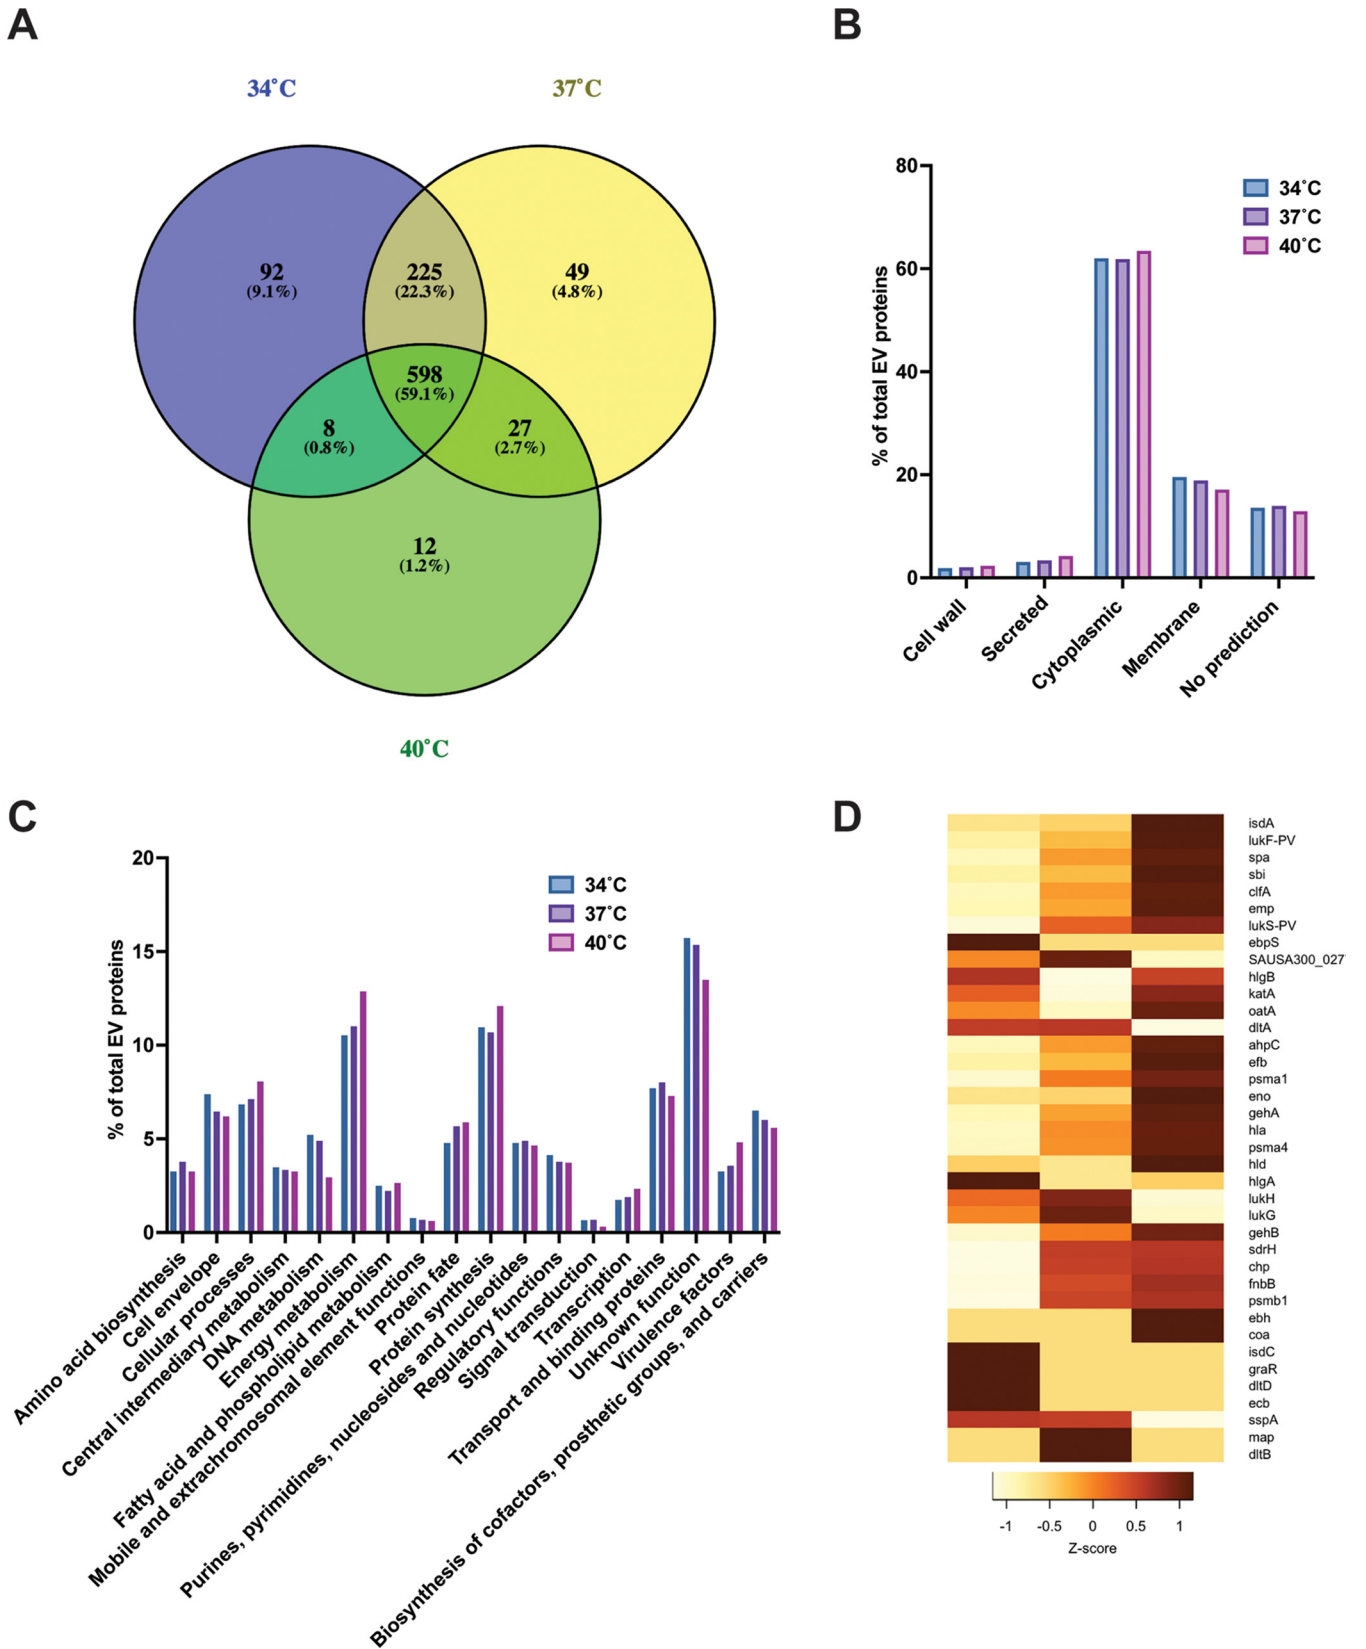 A
34°C
37°C
92
(9.1%)
225
(22.3%)
49
(4.8%)
598
(59.1%)
8
(0.8%)
27
(2.7%)
12
(1.2%)
40°C
B
80
60
40
20
0
% of total EV proteins
34°C
37°C
40°C
Cell wall
Secreted
Cytoplasmic
Membrane
No prediction
C
20
15
10
5
0
% of total EV proteins
34°C
37°C
40°C
Amino acid biosynthesis
Cell envelope
Cellular processes
Central intermediary metabolism
DNA metabolism
Energy metabolism
Fatty acid and phospholipid metabolism
Mobile and extrachromosomal element functions
Protein fate
Protein synthesis
Purines, pyrimidines, nucleosides and nucleotides
Regulatory functions
Signal transduction
Transcription
Transport and binding proteins
Unknown function
Virulence factors
Biosynthesis of cofactors, prosthetic groups, and carriers
D
isdA
lukF-PV
spa
sbi
clfA
emp
lukS-PV
ebpS
SAUSA300_027
hlgB
katA
oatA
dltA
ahpC
efb
psma1
eno
gehA
hla
psma4
hld
hlgA
lukH
lukG
gehB
sdrH
chp
fnbB
psmb1
ebh
coa
isdC
graR
dltD
ecb
sspA
map
dltB
-1 -0.5 0 0.5 1
Z-score